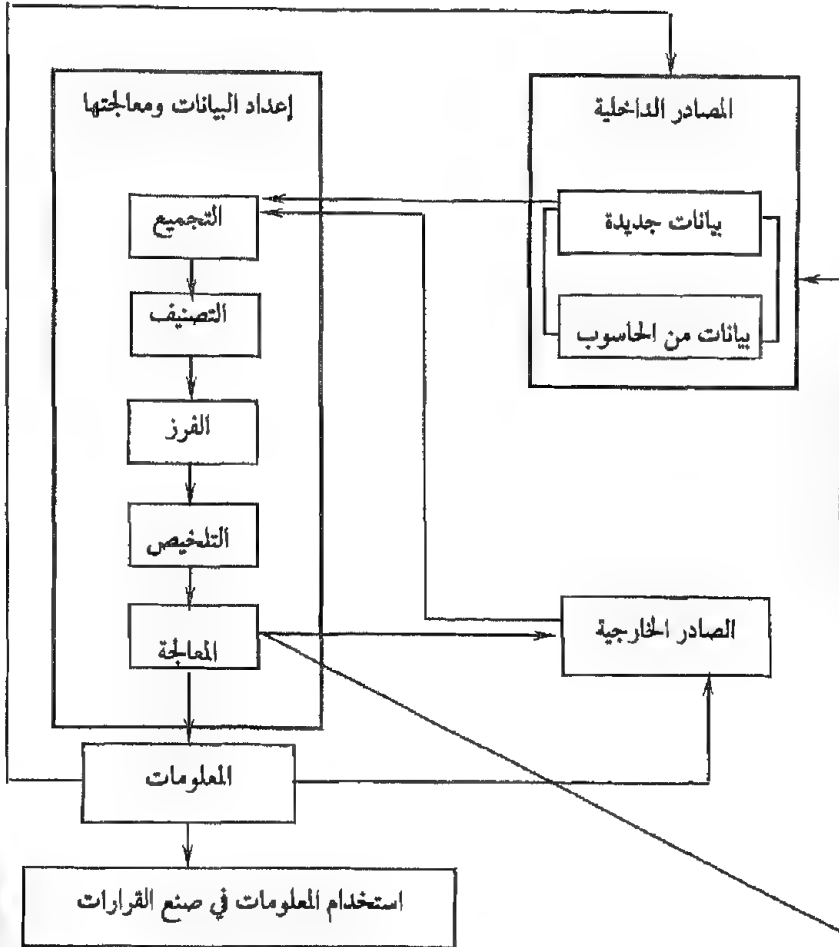 المصادر الداخلية
إعداد البيانات ومعالجتها
بيانات جديدة
التجميع
بيانات من الحاسوب
التصنيف
الفرز
التلخيص
الصادر الخارجية
المعالجة
المعلومات
استخدام المعلومات في صنع القرارات